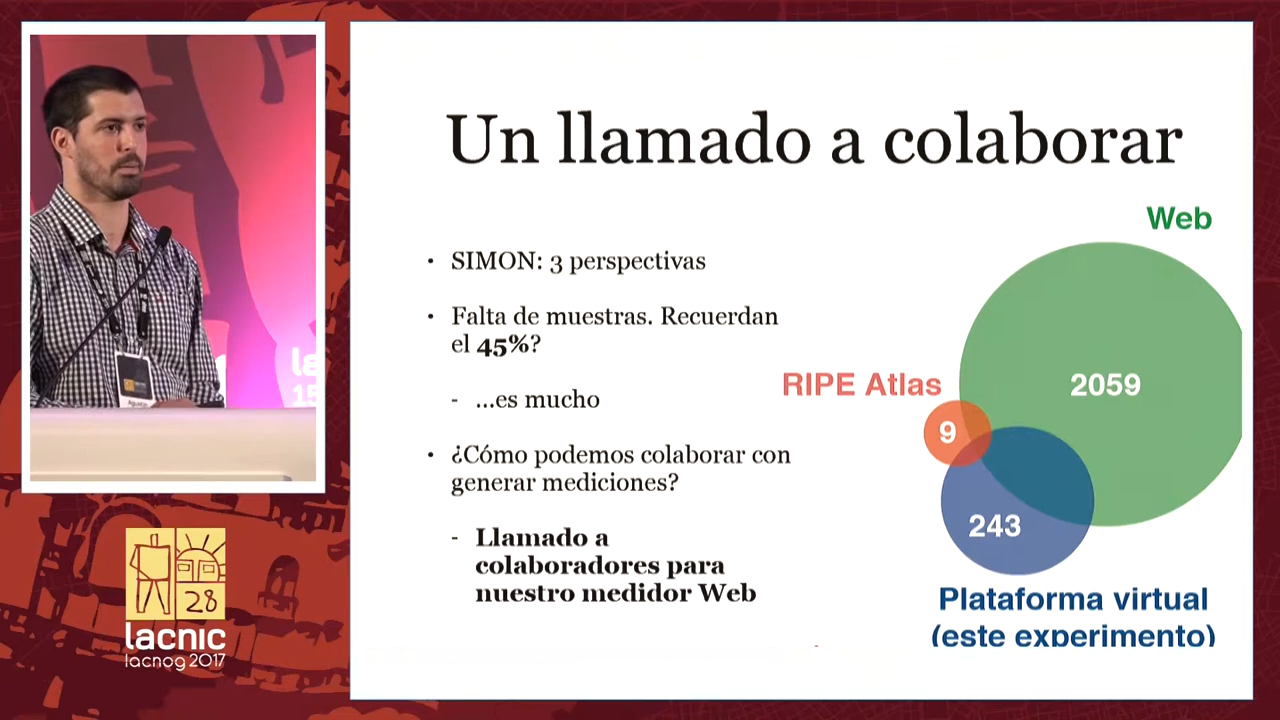 Un llamado a colaborar
• SIMON: 3 perspectivas
• Falta de muestras. Recuerdan
el 45%?
- ...es mucho
• ¿Cómo podemos colaborar con
generar mediciones?
- Llamado a
colaboradores para
nuestro medidor Web
Web
2059
RIPE Atlas
9
243
Plataforma virtual
(este experimento)
28
lacnic
lacnog 2017